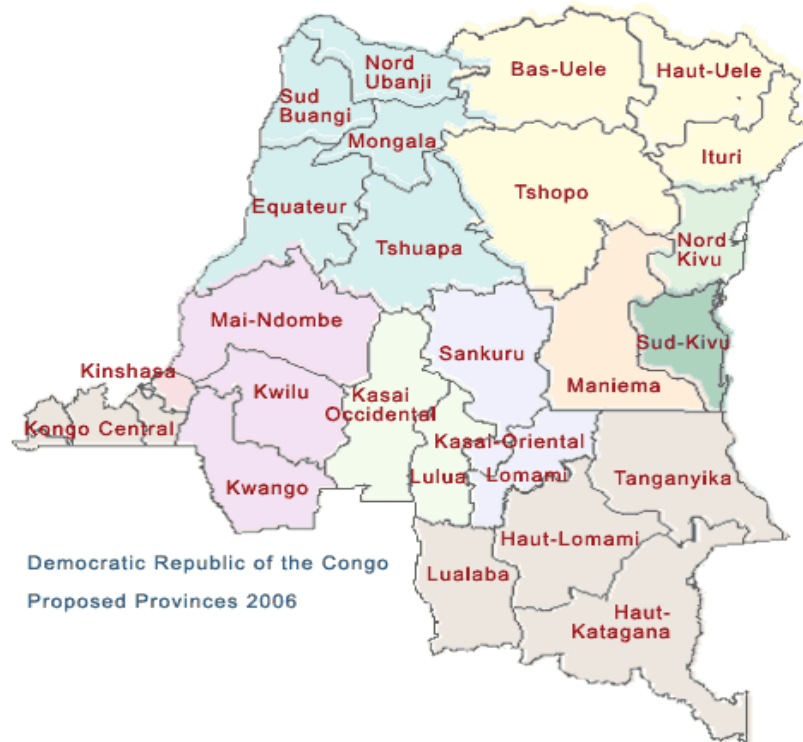 Nord
Ubanji
Bas-Uele
Haut-Uele
Sud
Buangi
Mongala
Ituri
Tshopo
Equateur
Tshuapa
Nord-
Kivu
Mai-Ndombe
Sankuru
Sud-Kivu
Kinshasa
Kwilu
Kasai
Occidental
Maniema
Kongo Central
Kasai-Oriental
Kwango
Lulua
Lomami
Tanganyika
Haut-Lomami
Democratic Republic of the Congo
Lualaba
Proposed Provinces 2006
Haut-
Katagana